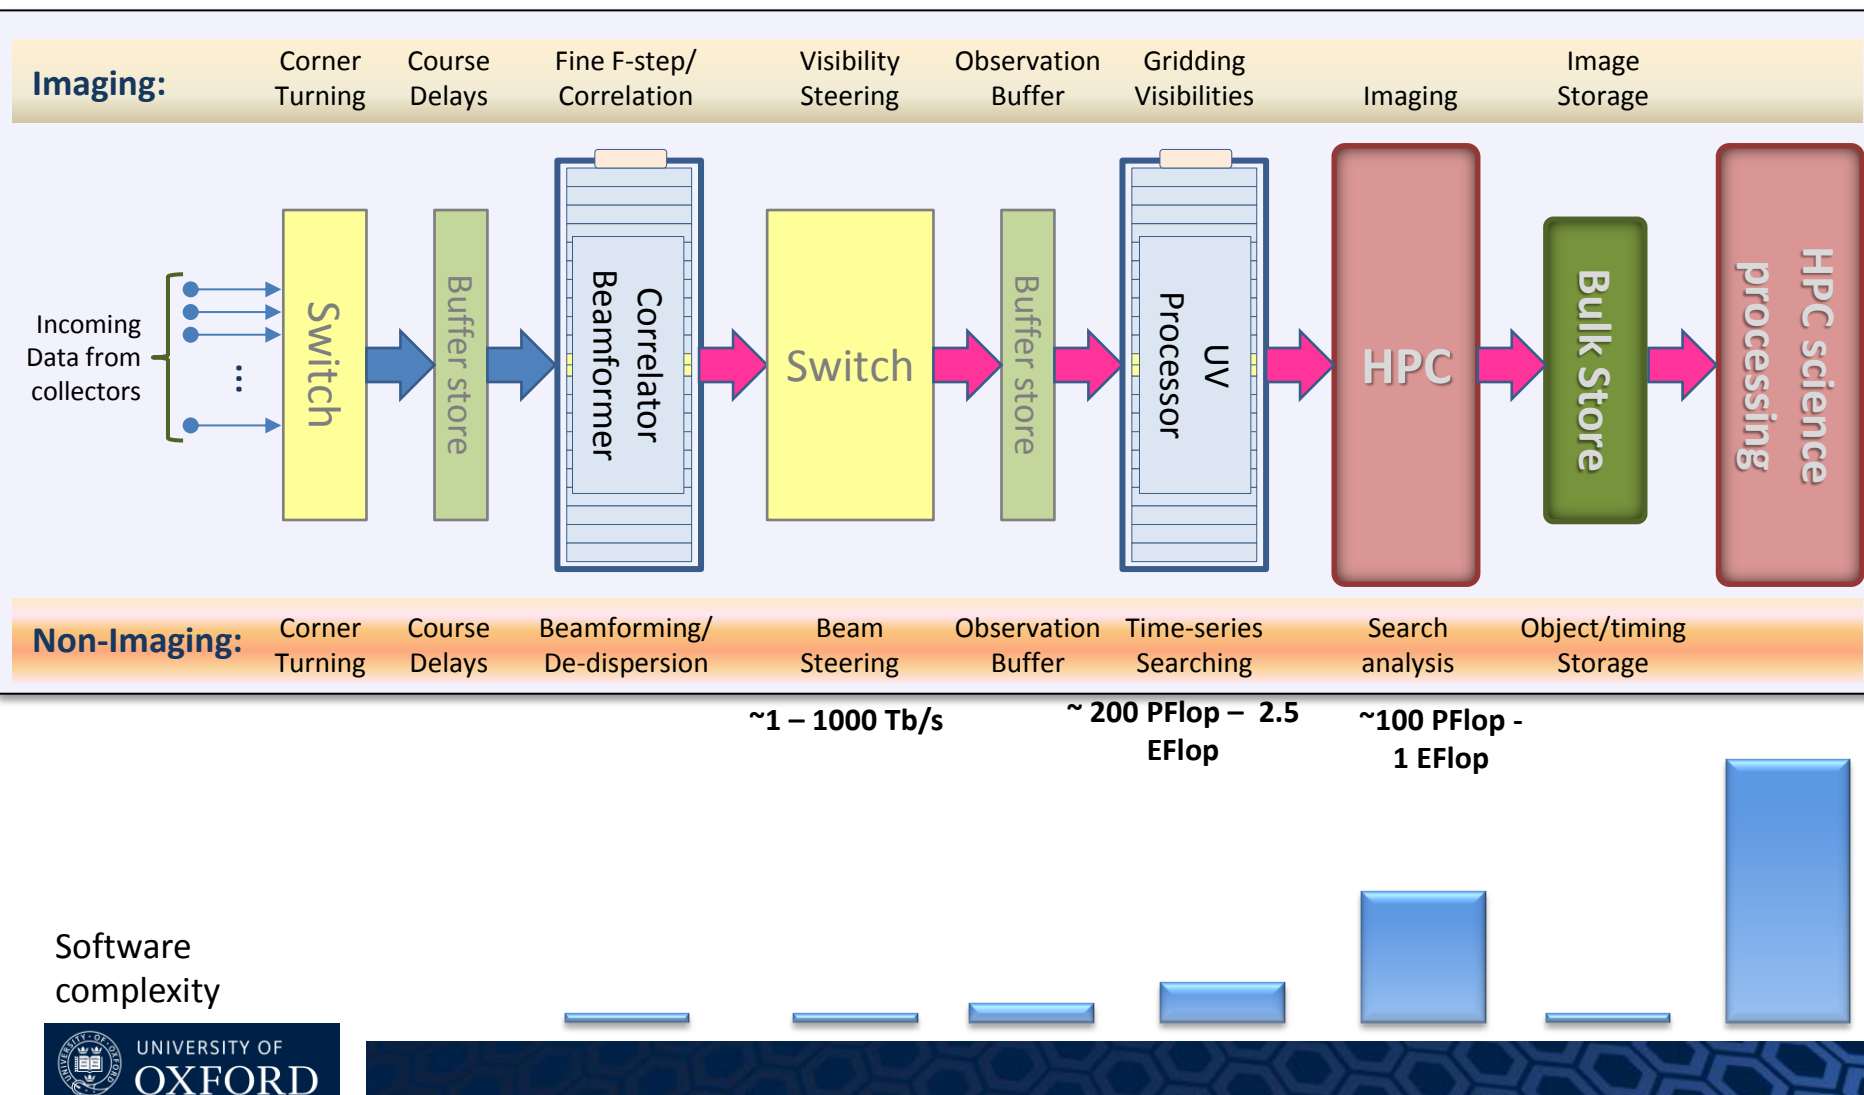 Imaging:
Corner
Turning
Course
Delays
Fine F-step/
Correlation
Visibility
Steering
Observation
Buffer
Gridding
Visibilities
Imaging
Image
Storage
Incoming
Data from
collectors
...
Switch
Buffer store
Correlator
Beamformer
Switch
Buffer store
UV
Processor
HPC
Bulk Store
HPC science
processing
Non-Imaging:
Corner
Turning
Course
Delays
Beamforming/
De-dispersion
Beam
Steering
Observation
Buffer
Time-series
Searching
Search
analysis
Object/timing
Storage
~1 – 1000 Tb/s
~ 200 PFlop – 2.5
EFlop
~100 PFlop -
1 EFlop
Software
complexity
UNIVERSITY OF
OXFORD